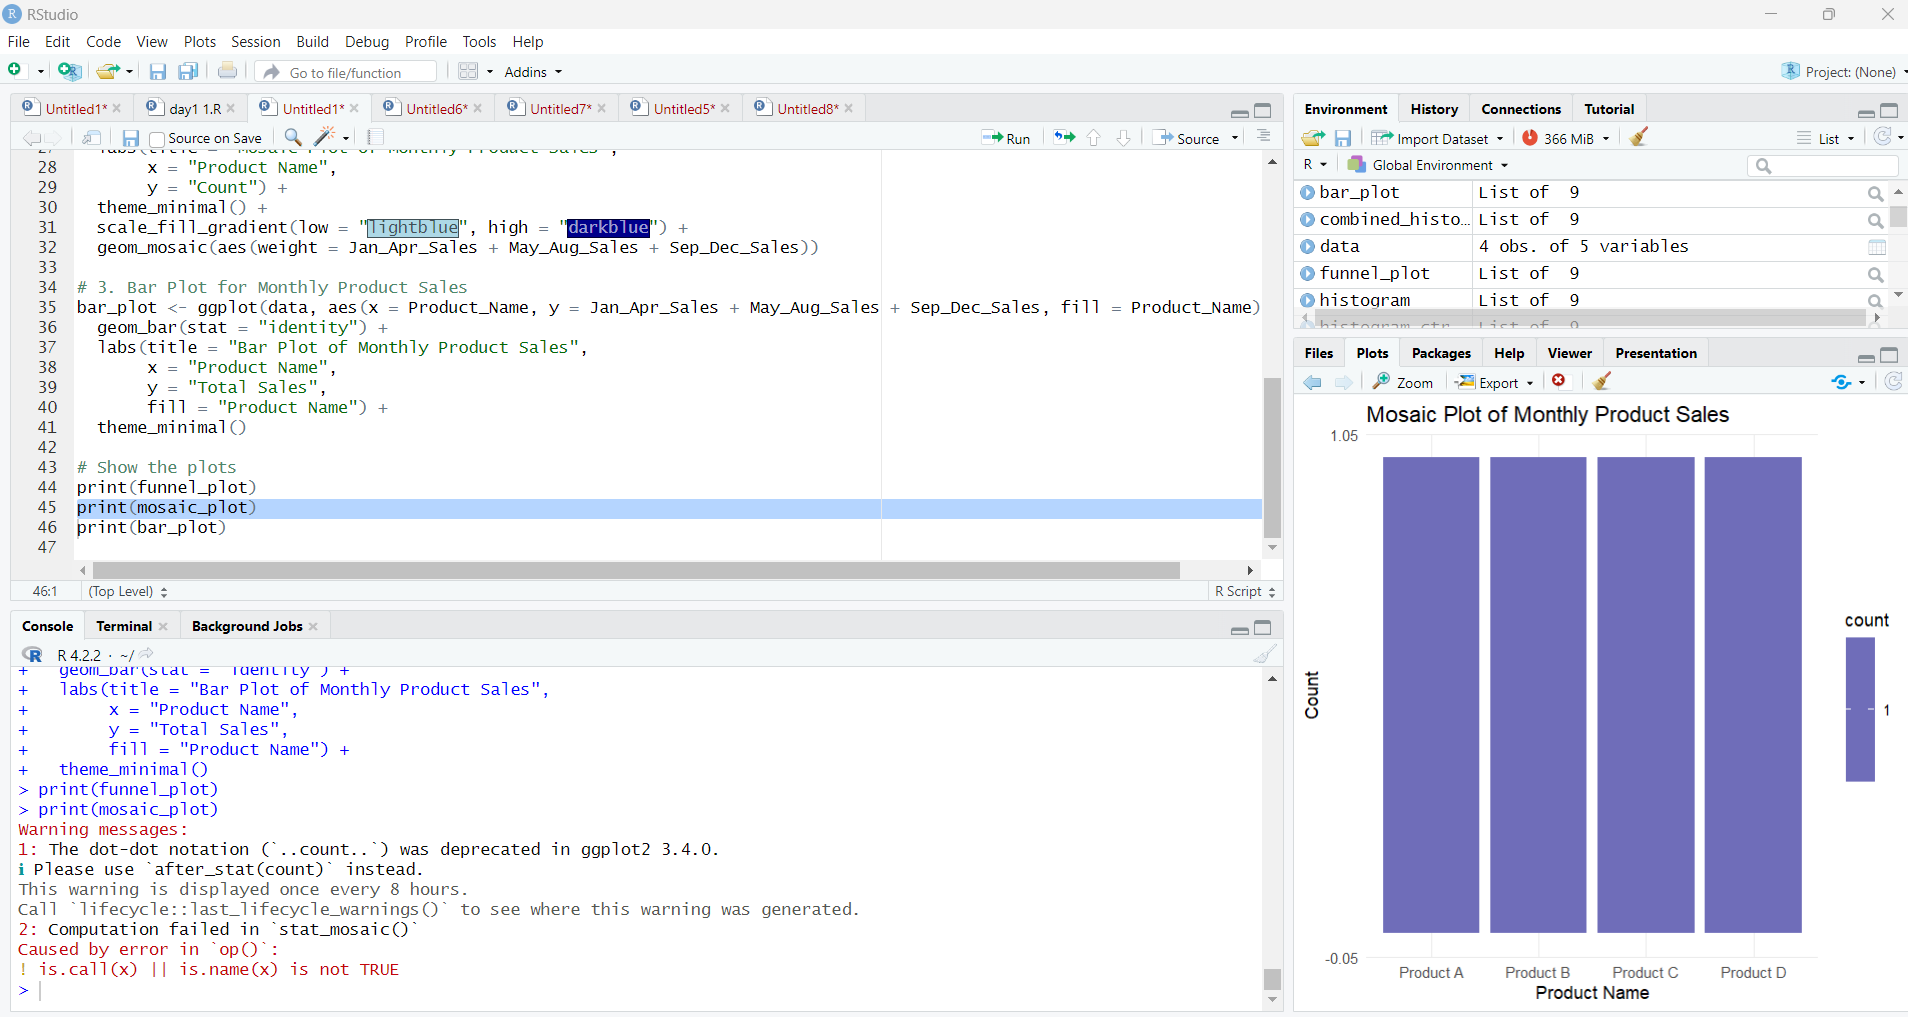 RStudio
File Edit Code View Plots Session Build Debug Profile Tools Help
Go to file/function Addins Project: (None)
Untitled1* day1 1.R Untitled1* Untitled6* Untitled7* Untitled5* Untitled8*
Source on Save Run Source
27 labs(title = "Mosaic Plot of Monthly Product Sales",
28 x = "Product Name",
29 y = "Count") +
30 theme_minimal() +
31 scale_fill_gradient(low = "lightblue", high = "darkblue") +
32 geom_mosaic(aes(weight = Jan_Apr_Sales + May_Aug_Sales + Sep_Dec_Sales))
33
34 # 3. Bar Plot for Monthly Product Sales
35 bar_plot <- ggplot(data, aes(x = Product_Name, y = Jan_Apr_Sales + May_Aug_Sales + Sep_Dec_Sales, fill = Product_Name)
36 geom_bar(stat = "identity") +
37 labs(title = "Bar Plot of Monthly Product Sales",
38 x = "Product Name",
39 y = "Total Sales",
40 fill = "Product Name") +
41 theme_minimal()
42
43 # Show the plots
44 print(funnel_plot)
45 print(mosaic_plot)
46 print(bar_plot)
47
46:1 (Top Level) R Script
Console Terminal Background Jobs
R 4.2.2 · ~/
+ geom_bar(stat = "identity") +
+ labs(title = "Bar Plot of Monthly Product Sales",
+ x = "Product Name",
+ y = "Total Sales",
+ fill = "Product Name") +
+ theme_minimal()
> print(funnel_plot)
> print(mosaic_plot)
Warning messages:
1: The dot-dot notation (`..count..`) was deprecated in ggplot2 3.4.0.
ℹ Please use `after_stat(count)` instead.
This warning is displayed once every 8 hours.
Call `lifecycle::last_lifecycle_warnings()` to see where this warning was generated.
2: Computation failed in `stat_mosaic()`
Caused by error in `op()`:
! is.call(x) || is.name(x) is not TRUE
>
Environment History Connections Tutorial
Import Dataset 366 MiB List
R Global Environment
bar_plot List of 9
combined_histo… List of 9
data 4 obs. of 5 variables
funnel_plot List of 9
histogram List of 9
histogram_ctr List of 9
Files Plots Packages Help Viewer Presentation
Zoom Export
Mosaic Plot of Monthly Product Sales
1.05
count
1
Count
-0.05
Product A Product B Product C Product D
Product Name